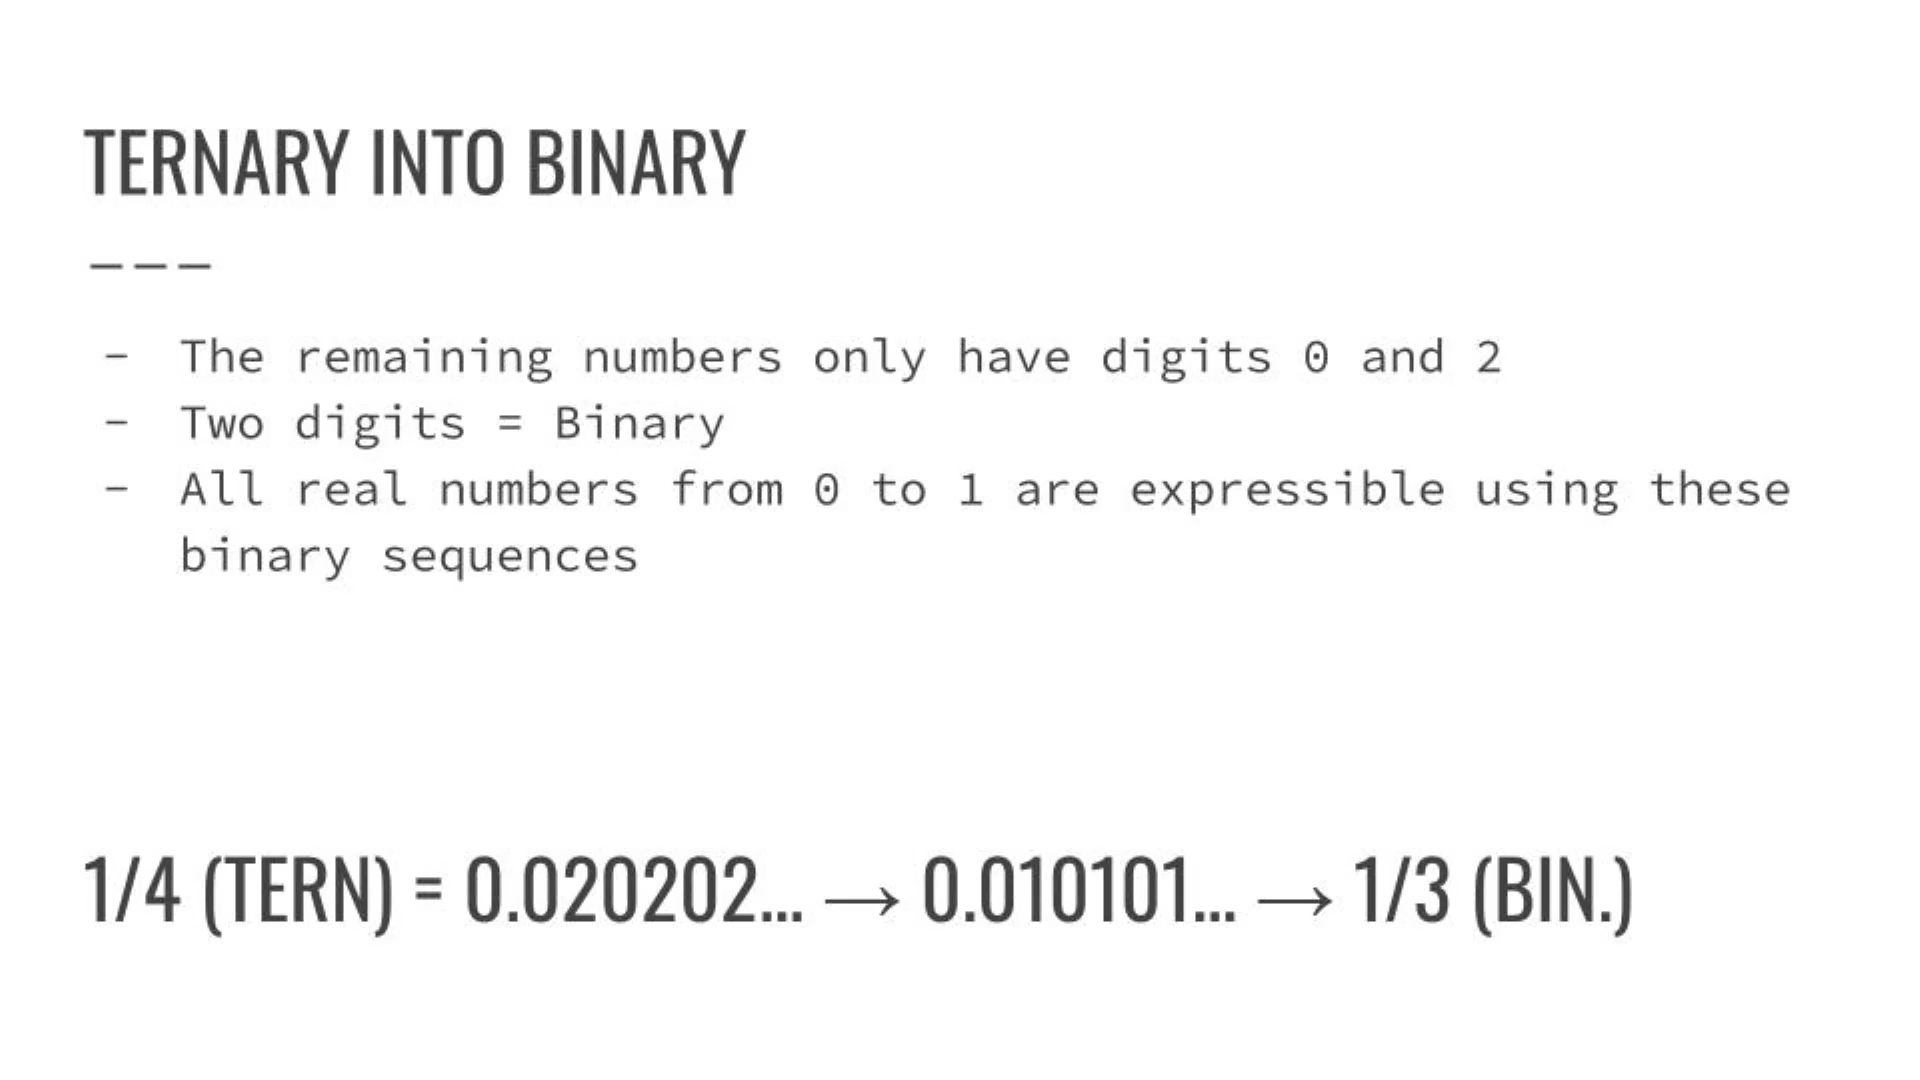 TERNARY INTO BINARY
———
- The remaining numbers only have digits 0 and 2
- Two digits = Binary
- All real numbers from 0 to 1 are expressible using these
binary sequences
1/4 (TERN) = 0.020202... → 0.010101... → 1/3 (BIN.)